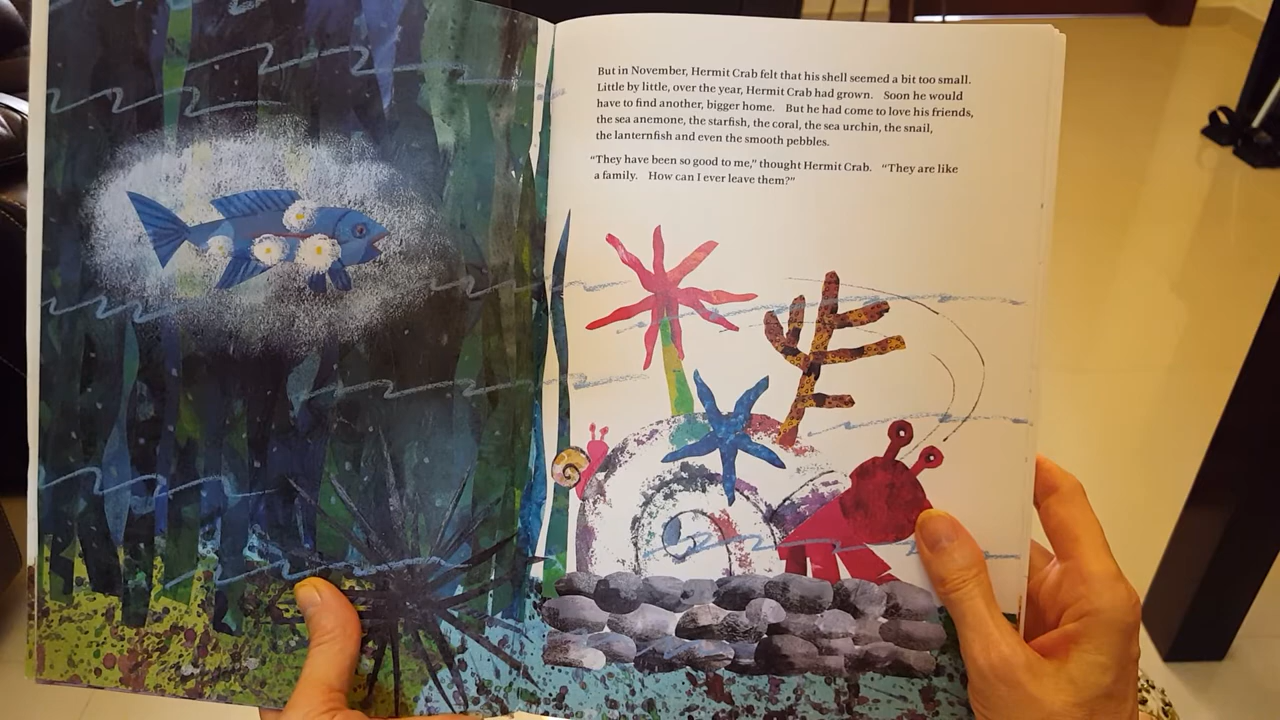 But in November, Hermit Crab felt that his shell seemed a bit too small.
Little by little, over the year, Hermit Crab had grown. Soon he would
have to find another, bigger home. But he had come to love his friends,
the sea anemone, the starfish, the coral, the sea urchin, the snail,
the lanternfish and even the smooth pebbles.
“They have been so good to me,” thought Hermit Crab. “They are like
a family. How can I ever leave them?”